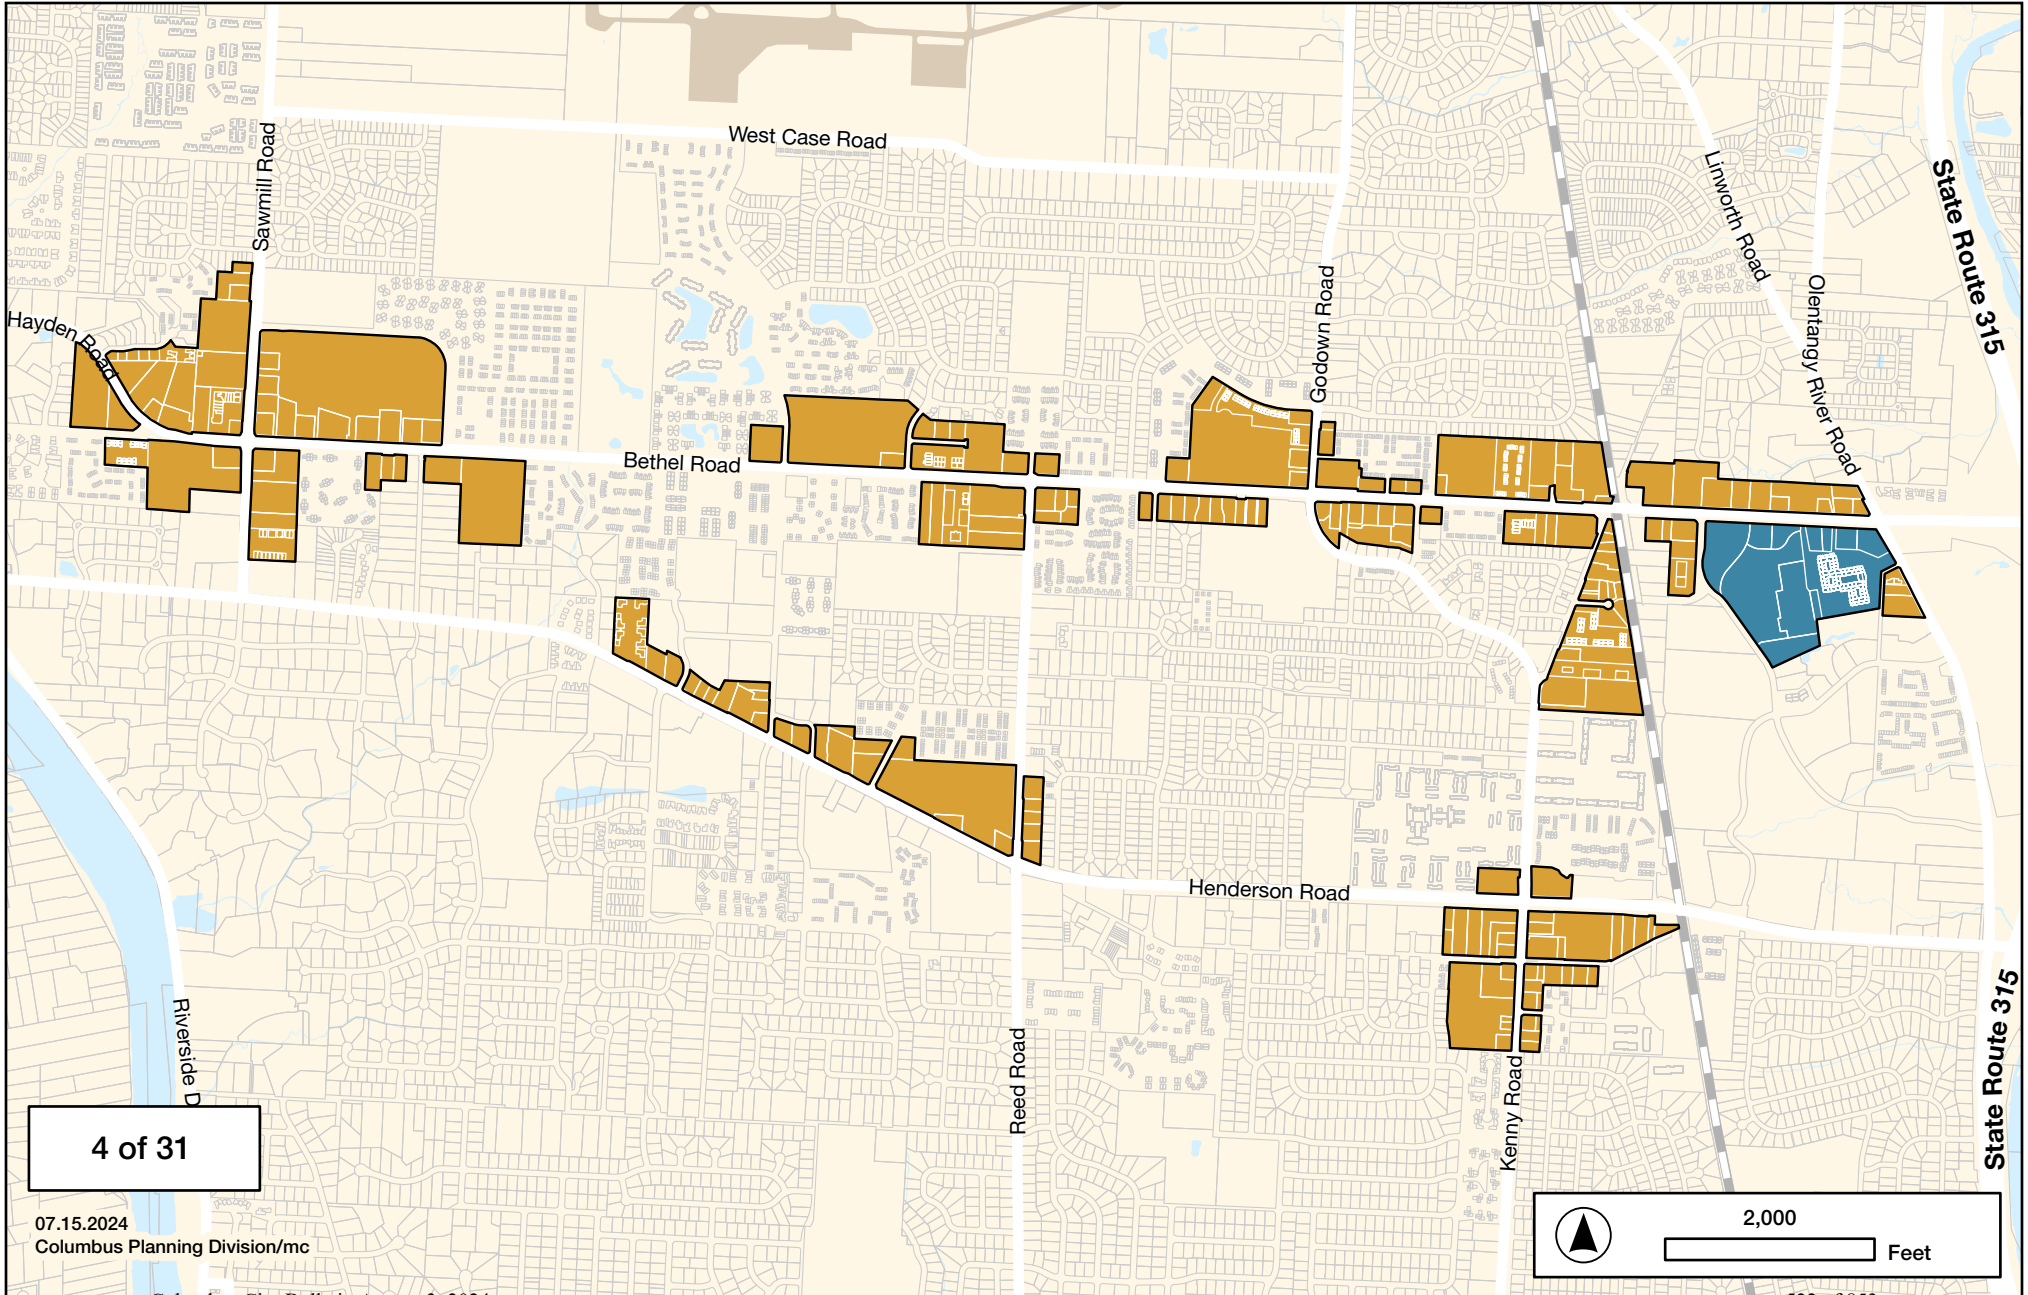 West Case Road
Sawmill Road
Linworth Road
State Route 315
Hayden Road
Godown Road
Olentangy River Road
Bethel Road
Henderson Road
Riverside D
Reed Road
Kenny Road
State Route 315
4 of 31
07.15.2024
Columbus Planning Division/mc
2,000
Feet